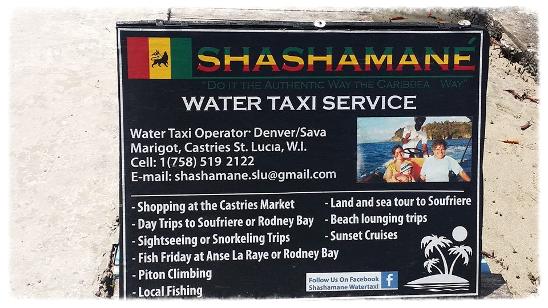 SHASHAMANÉ
"DO IT THE AUTHENTIC WAY THE CARIBBEA WAY"
WATER TAXI SERVICE
Water Taxi Operator: Denver/Sava
Marigot, Castries St. Lucia, W.I.
Cell: 1(758) 519 2122
E-mail: shashamane.slu@gmail.com
- Shopping at the Castries Market
- Day Trips to Soufriere or Rodney Bay
- Sightseeing or Snorkeling Trips
- Fish Friday at Anse La Raye or Rodney Bay
- Piton Climbing
- Local Fishing
- Land and sea tour to Soufriere
- Beach lounging trips
- Sunset Cruises
Follow Us On Facebook
Shashamane Watertaxi
f